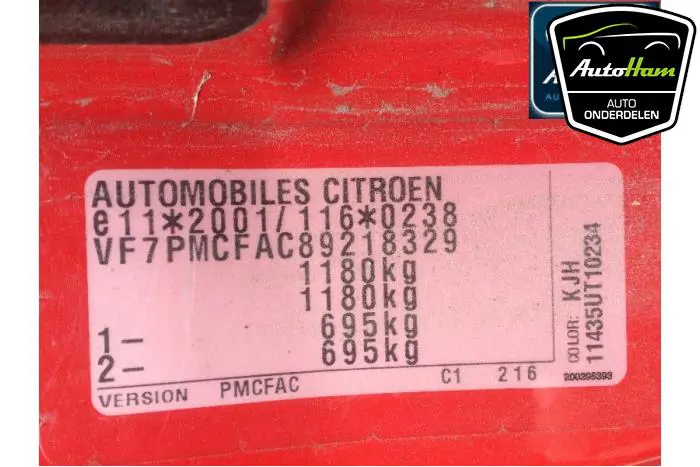 AutoHam
AUTO
ONDERDELEN
AUTOMOBILES CITROEN
e11*2001/116*0238
VF7PMCFAC89218329
1180kg
1180kg
1- 695kg
2- 695kg
VERSION PMCFAC C1 216
COLOR: KJH
11435UT10234
200295393